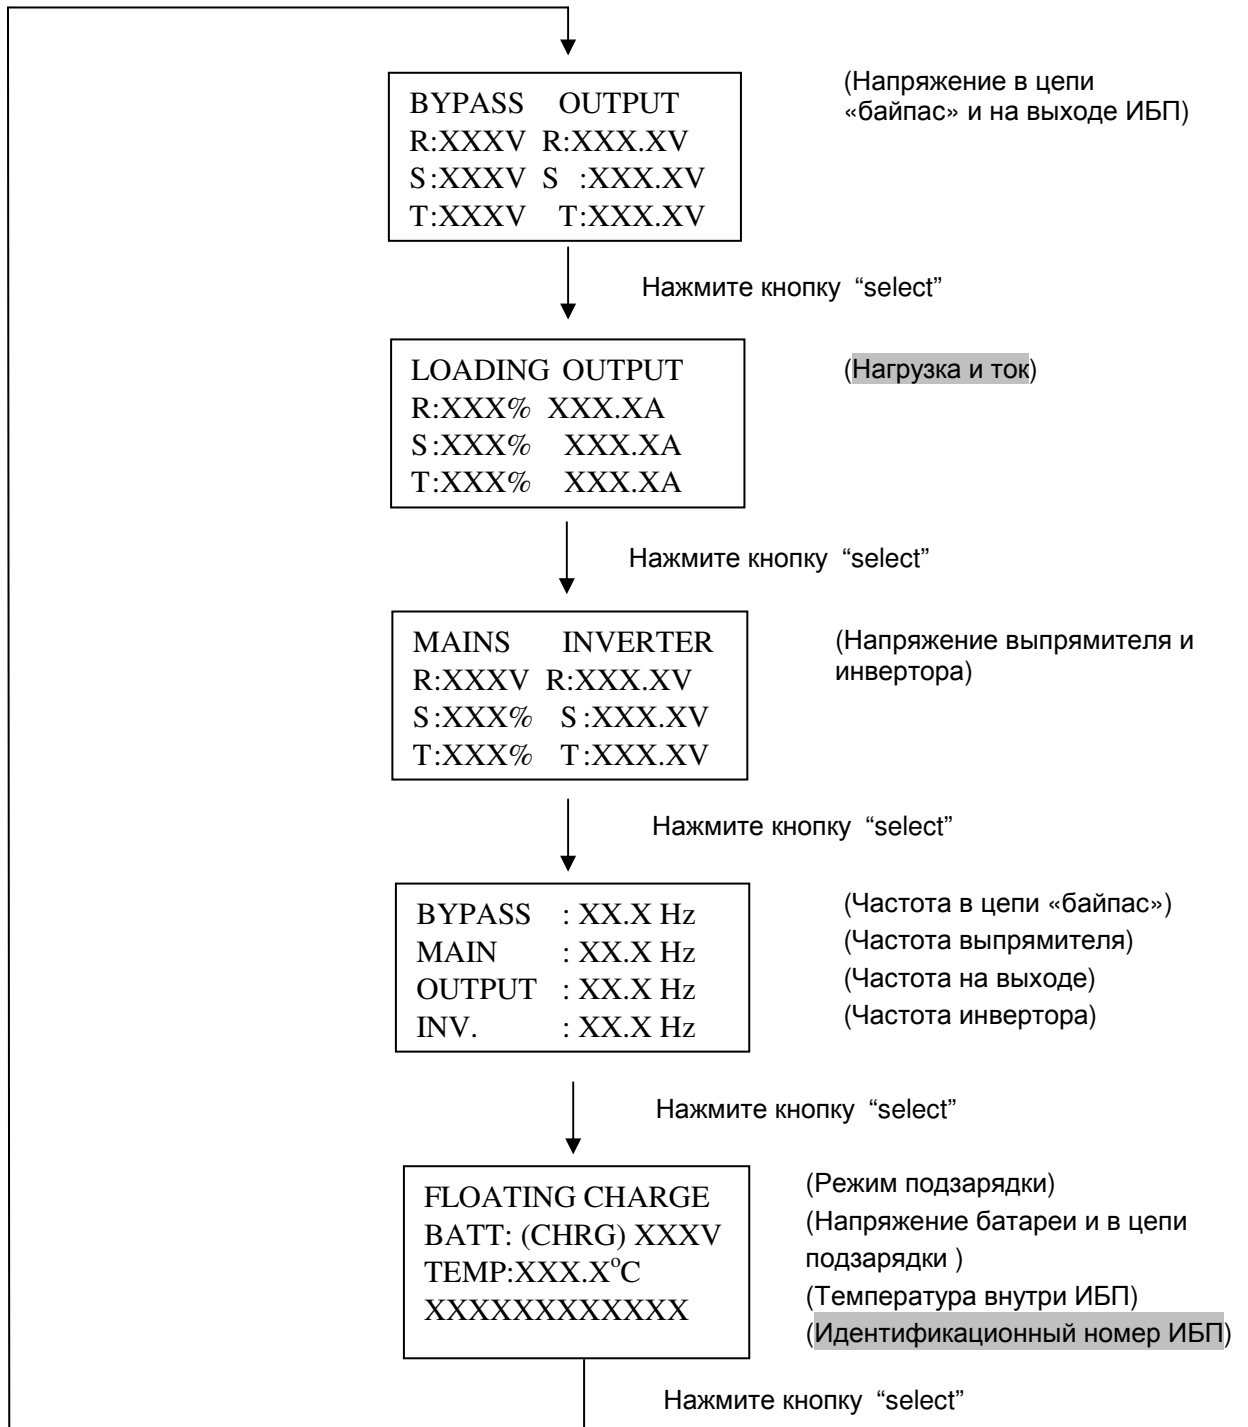 BYPASS OUTPUT
R:XXXV R:XXX.XV
S:XXXV S :XXX.XV
T:XXXV T:XXX.XV
(Напряжение в цепи
«байпас» и на выходе ИБП)
Нажмите кнопку “select”
LOADING OUTPUT
R:XXX% XXX.XA
S:XXX% XXX.XA
T:XXX% XXX.XA
(Нагрузка и ток)
Нажмите кнопку “select”
MAINS INVERTER
R:XXXV R:XXX.XV
S:XXX% S:XXX.XV
T:XXX% T:XXX.XV
(Напряжение выпрямителя и
инвертора)
Нажмите кнопку “select”
BYPASS : XX.X Hz
MAIN : XX.X Hz
OUTPUT : XX.X Hz
INV. : XX.X Hz
(Частота в цепи «байпас»)
(Частота выпрямителя)
(Частота на выходе)
(Частота инвертора)
Нажмите кнопку “select”
FLOATING CHARGE
BATT: (CHRG) XXXV
TEMP:XXX.X°C
XXXXXXXXXXXX
(Режим подзарядки)
(Напряжение батареи и в цепи
подзарядки )
(Температура внутри ИБП)
(Идентификационный номер ИБП)
Нажмите кнопку “select”